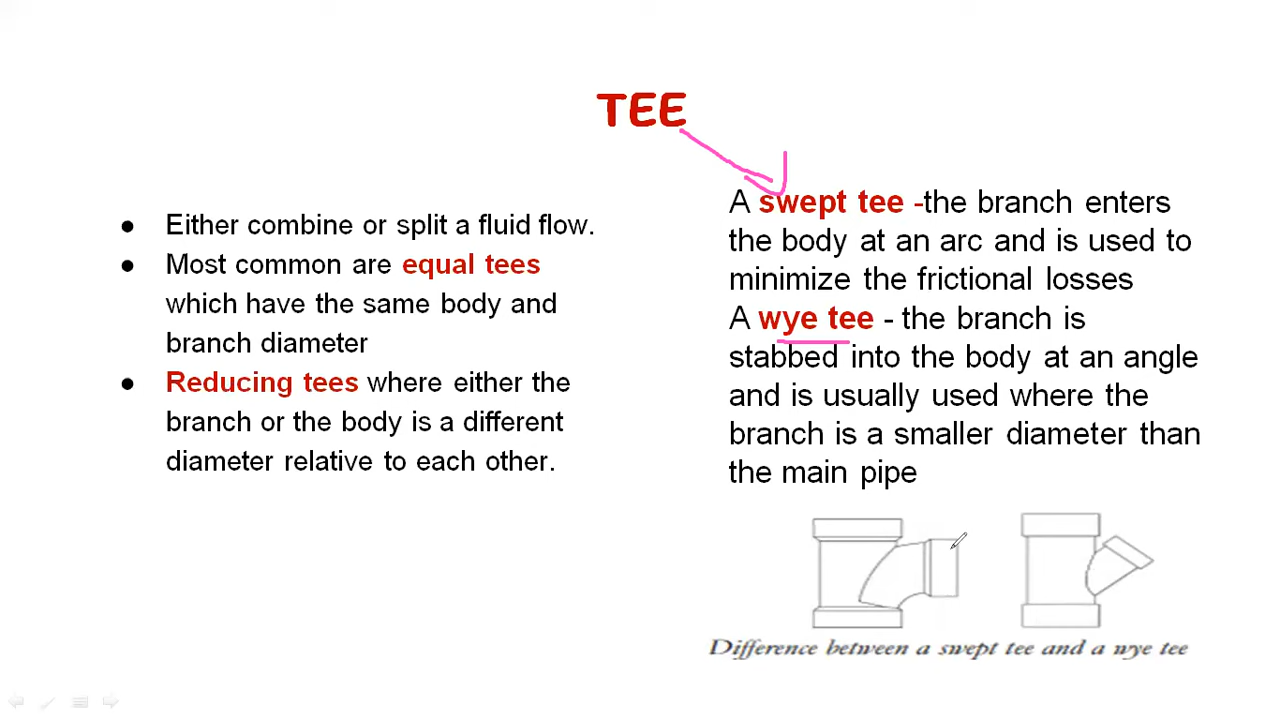 TEE
● Either combine or split a fluid flow.
● Most common are equal tees
which have the same body and
branch diameter
● Reducing tees where either the
branch or the body is a different
diameter relative to each other.
A swept tee -the branch enters
the body at an arc and is used to
minimize the frictional losses
A wye tee - the branch is
stabbed into the body at an angle
and is usually used where the
branch is a smaller diameter than
the main pipe
Difference between a swept tee and a wye tee